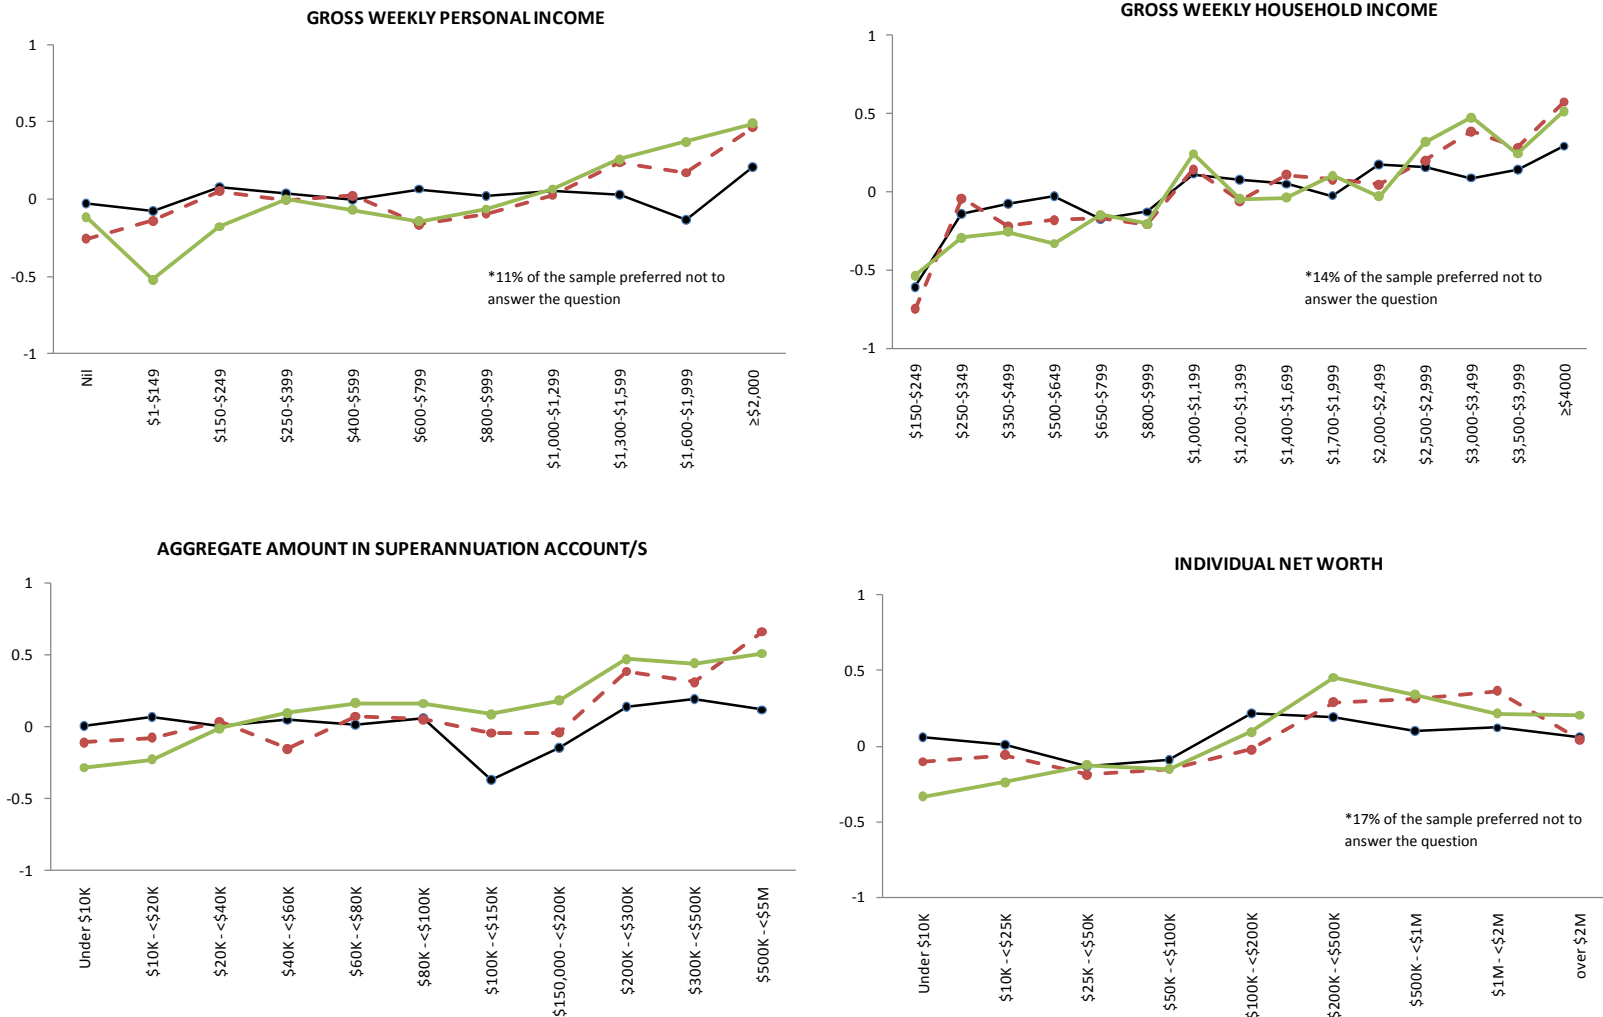 GROSS WEEKLY PERSONAL INCOME
1
0.5
0
-0.5
-1
*11% of the sample preferred not to
answer the question
Nil
$1-$149
$150-$249
$250-$399
$400-$599
$600-$799
$800-$999
$1,000-$1,299
$1,300-$1,599
$1,600-$1,999
≥$2,000
GROSS WEEKLY HOUSEHOLD INCOME
1
0.5
0
-0.5
-1
*14% of the sample preferred not to
answer the question
$150-$249
$250-$349
$350-$499
$500-$649
$650-$799
$800-$999
$1,000-$1,199
$1,200-$1,399
$1,400-$1,699
$1,700-$1,999
$2,000-$2,499
$2,500-$2,999
$3,000-$3,499
$3,500-$3,999
≥$4000
AGGREGATE AMOUNT IN SUPERANNUATION ACCOUNT/S
1
0.5
0
-0.5
-1
Under $10K
$10K - <$20K
$20K - <$40K
$40K - <$60K
$60K - <$80K
$80K - <$100K
$100K - <$150K
$150,000 - <$200K
$200K - <$300K
$300K - <$500K
$500K - <$5M
INDIVIDUAL NET WORTH
1
0.5
0
-0.5
-1
*17% of the sample preferred not to
answer the question
Under $10K
$10K - <$25K
$25K - <$50K
$50K - <$100K
$100K - <$200K
$200K - <$500K
$500K - <$1M
$1M - <$2M
over $2M